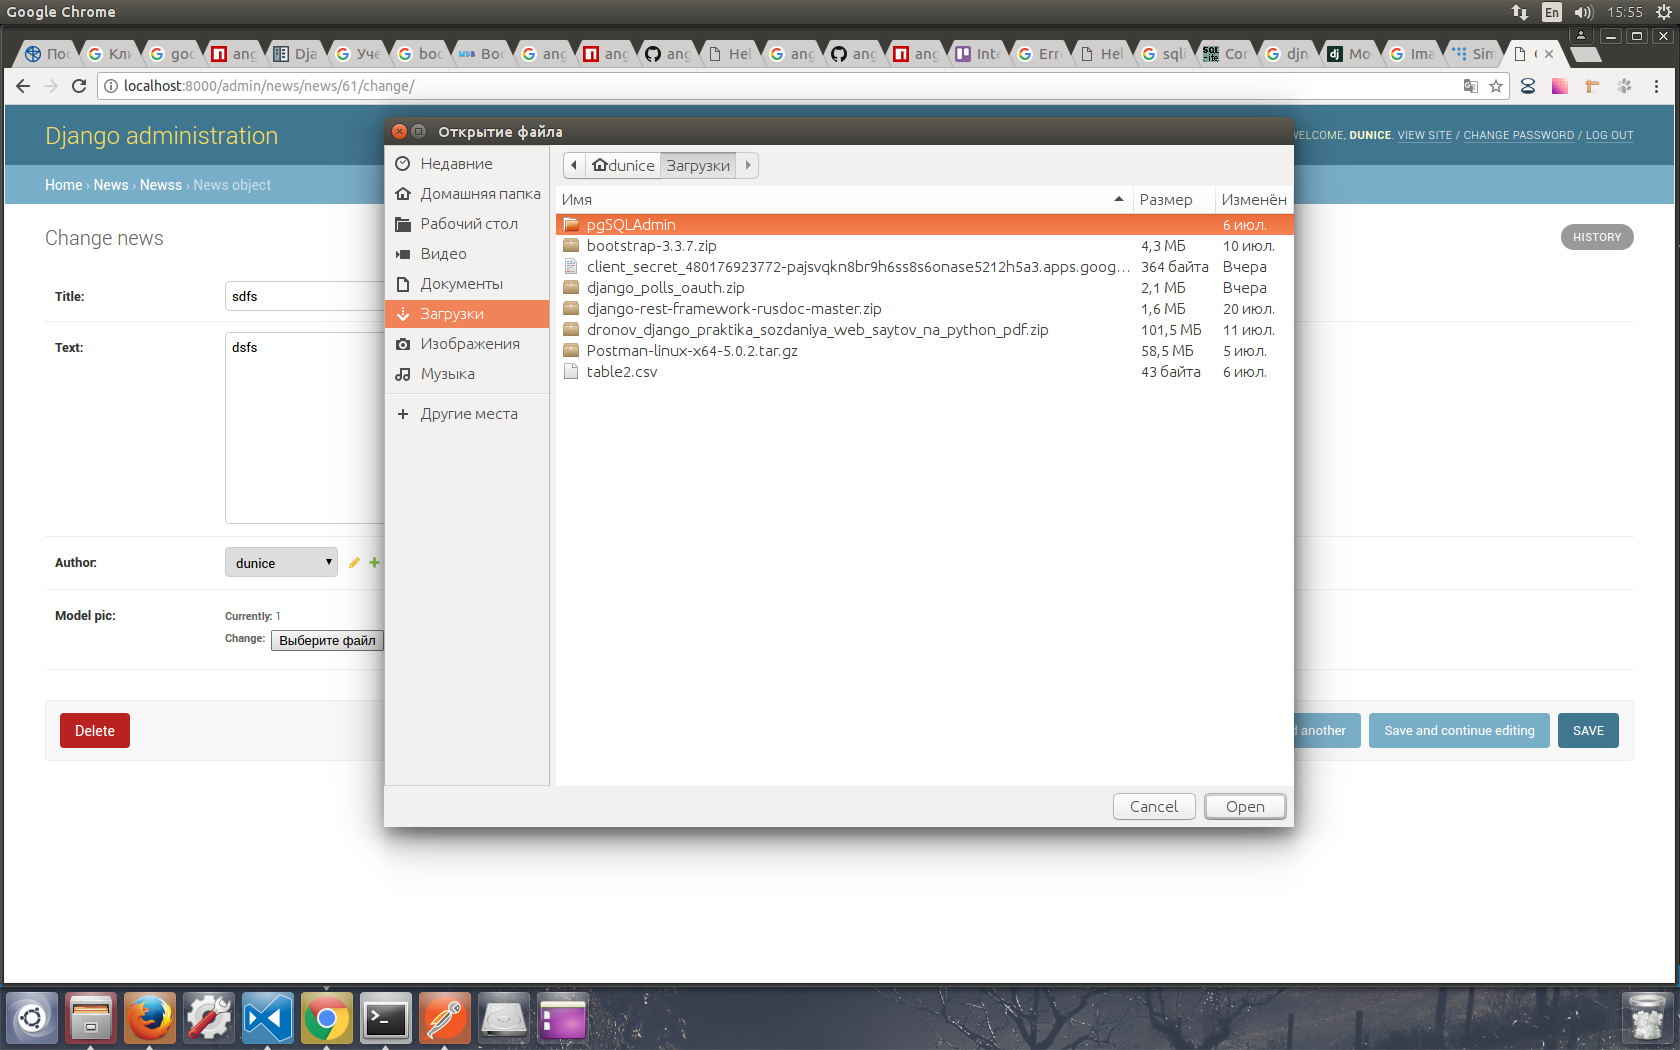 Google Chrome
En
15:55
Пос
Кли
goo
ang
Dja
Уче
boo
Boo
ang
ang
ang
Hel
ang
ang
ang
Inte
Erro
Hel
sqli
Cor
djn
Mo
Ima
Sim
localhost:8000/admin/news/news/61/change/
Django administration
WELCOME, DUNICE. VIEW SITE / CHANGE PASSWORD / LOG OUT
Home › News › Newss › News object
Change news
HISTORY
Title:
sdfs
Text:
dsfs
Author:
dunice
Model pic:
Currently: 1
Change: Выберите файл
Delete
d another
Save and continue editing
SAVE
Открытие файла
Недавние
Домашняя папка
Рабочий стол
Видео
Документы
Загрузки
Изображения
Музыка
Другие места
dunice Загрузки
Имя Размер Изменён
pgSQLAdmin 6 июл.
bootstrap-3.3.7.zip 4,3 МБ 10 июл.
client_secret_480176923772-pajsvqkn8br9h6ss8s6onase5212h5a3.apps.goog... 364 байта Вчера
django_polls_oauth.zip 2,1 МБ Вчера
django-rest-framework-rusdoc-master.zip 1,6 МБ 20 июл.
dronov_django_praktika_sozdaniya_web_saytov_na_python_pdf.zip 101,5 МБ 11 июл.
Postman-linux-x64-5.0.2.tar.gz 58,5 МБ 5 июл.
table2.csv 43 байта 6 июл.
Cancel
Open